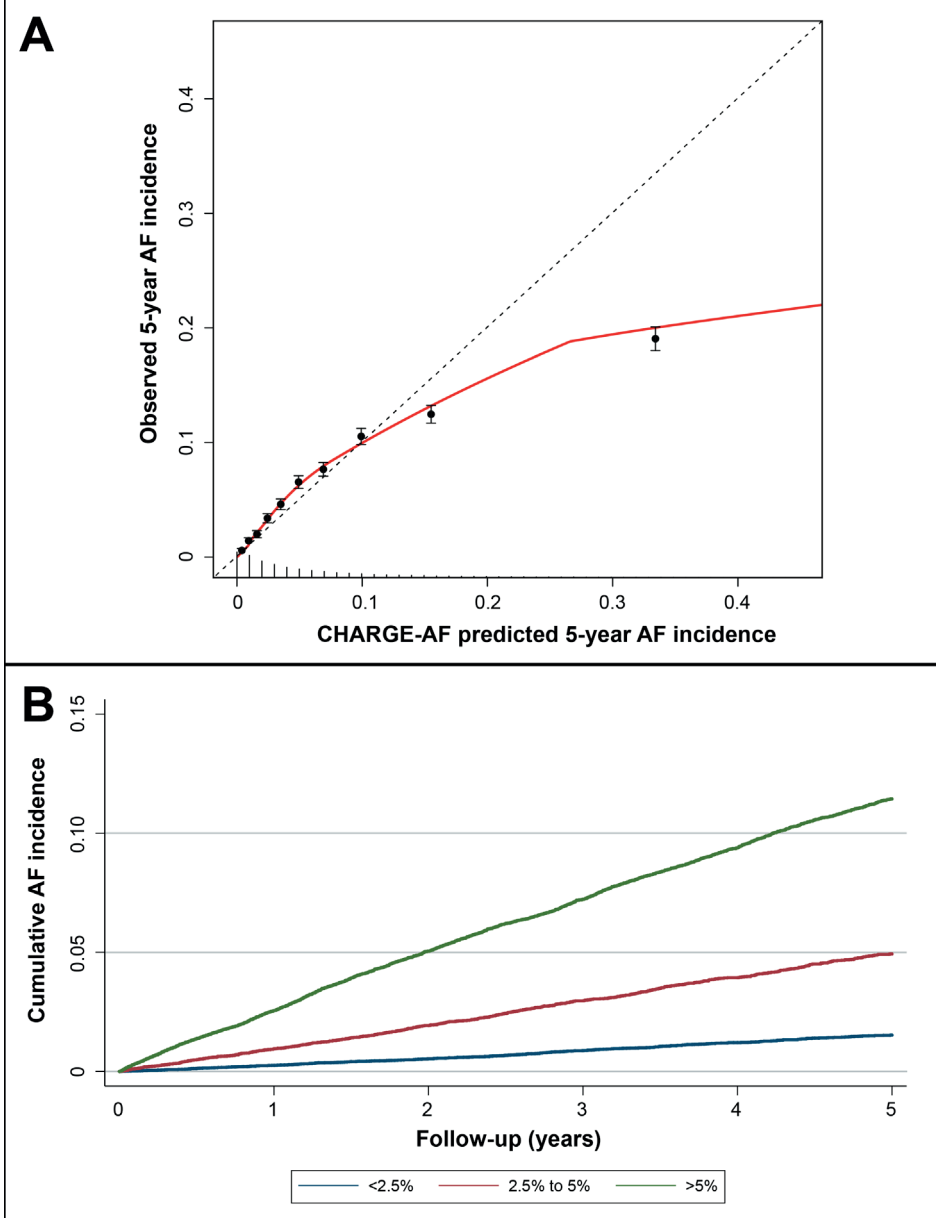 A
Observed 5-year AF incidence
0.4
0.3
0.2
0.1
0
0 0.1 0.2 0.3 0.4
CHARGE-AF predicted 5-year AF incidence
B
Cumulative AF incidence
0.15
0.10
0.05
0
0 1 2 3 4 5
Follow-up (years)
<2.5% 2.5% to 5% >5%